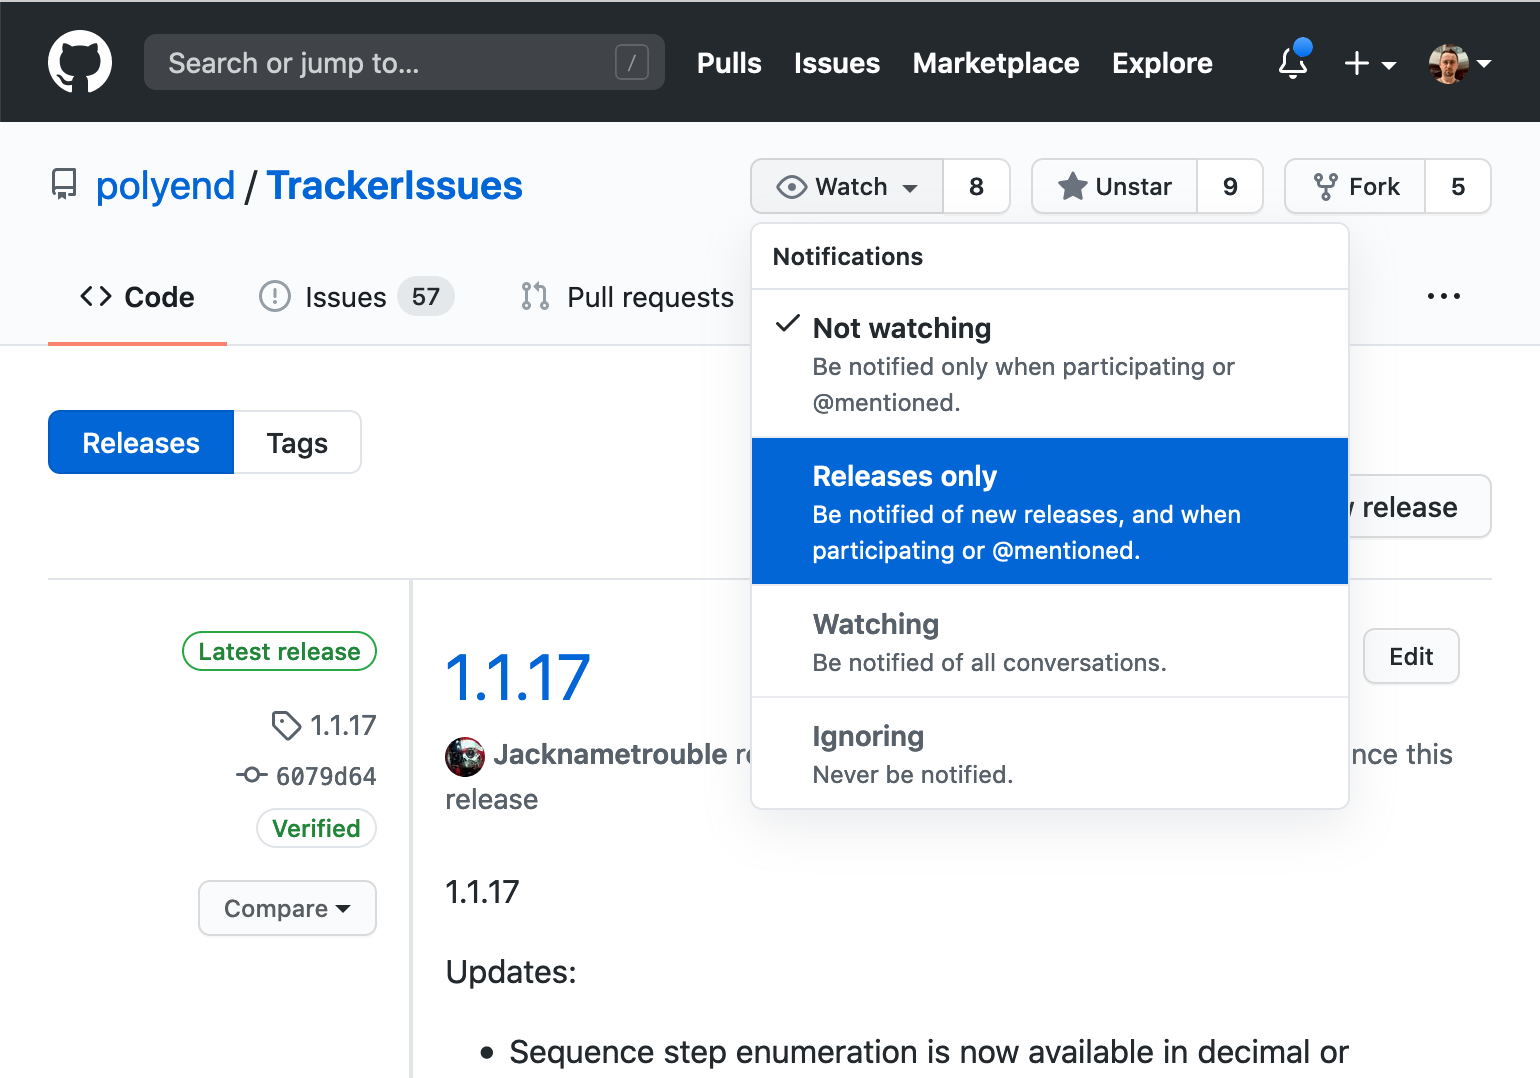 Search or jump to... /
Pulls Issues Marketplace Explore
polyend / TrackerIssues
Watch 8 Unstar 9 Fork 5
Code Issues 57 Pull requests
Notifications
Not watching
Be notified only when participating or
@mentioned.
Releases only
Be notified of new releases, and when
participating or @mentioned.
Watching
Be notified of all conversations.
Ignoring
Never be notified.
Releases Tags
release
Latest release
1.1.17
6079d64
Verified
Compare
1.1.17
Edit
Jacknametrouble
this
release
1.1.17
Updates:
• Sequence step enumeration is now available in decimal or